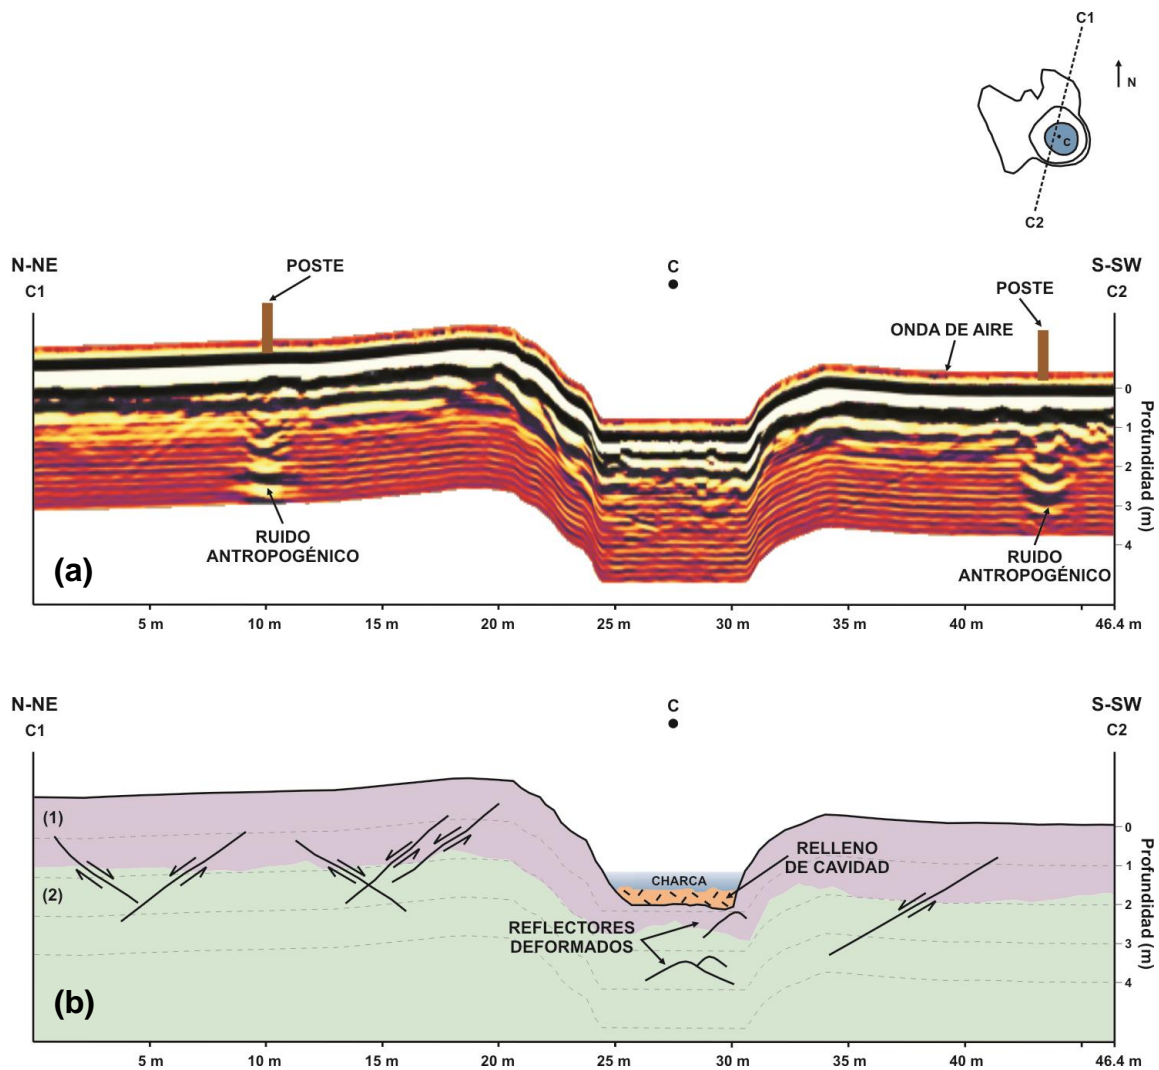 C1
N
C
C2
N-NE
C1
POSTE
C
S-SW
C2
POSTE
ONDA DE AIRE
0
1
2
3
4
Profundidad (m)
RUIDO
ANTROPOGÉNICO
RUIDO
ANTROPOGÉNICO
(a)
5 m
10 m
15 m
20 m
25 m
30 m
35 m
40 m
46.4 m
N-NE
C1
C
S-SW
C2
(1)
(2)
0
1
2
3
4
Profundidad (m)
RELLENO
DE CAVIDAD
CHARCA
REFLECTORES
DEFORMADOS
(b)
5 m
10 m
15 m
20 m
25 m
30 m
35 m
40 m
46.4 m